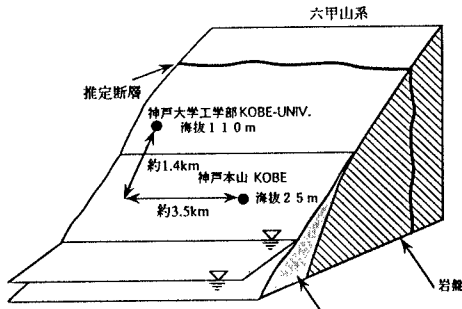 六甲山系
推定断層
神戸大学工学部 KOBE-UNIV.
海抜110m
約1.4km
神戸本山 KOBE
海抜25m
約3.5km
岩盤